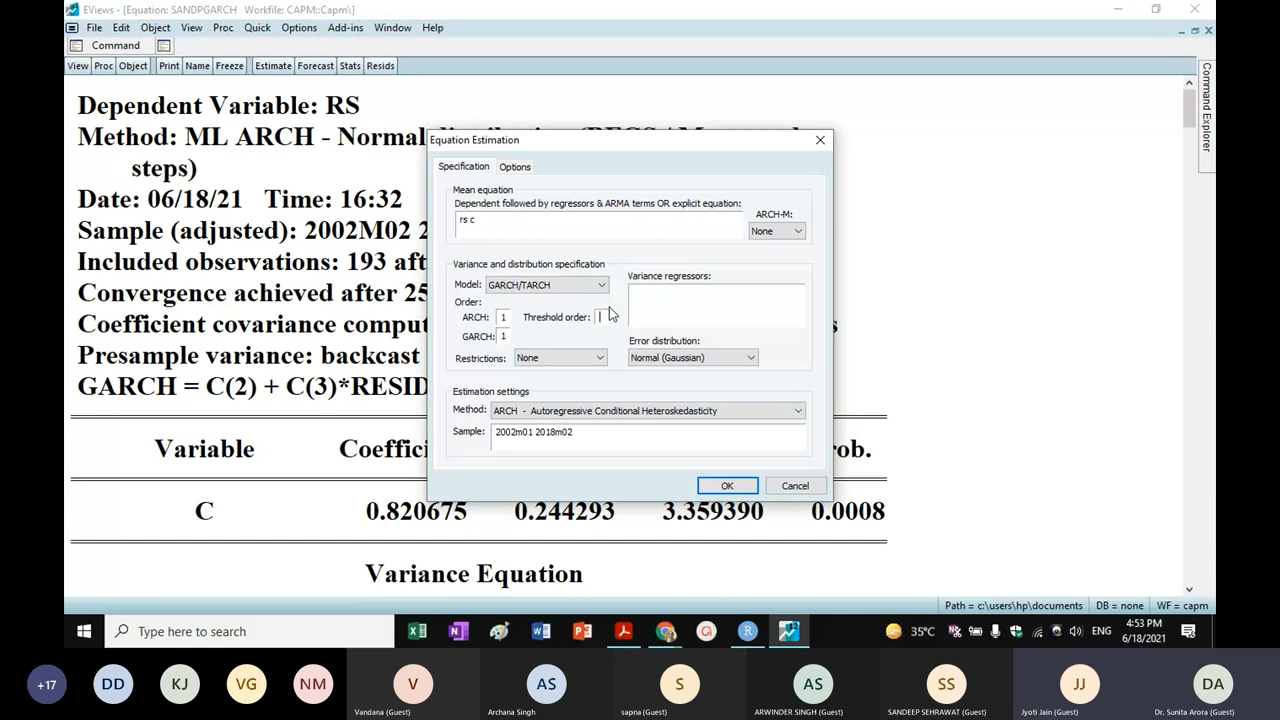 EViews - [Equation: SANDPGARCH   Workfile: CAPM::Capm\]
File Edit Object View Proc Quick Options Add-ins Window Help
Command
View Proc Object Print Name Freeze Estimate Forecast Stats Resids
Command Explorer
Dependent Variable: RS
Method: ML ARCH - Normal
steps)
Date: 06/18/21 Time: 16:32
Sample (adjusted): 2002M02 2
Included observations: 193 aft
Convergence achieved after 25
Coefficient covariance comput
Presample variance: backcast
GARCH = C(2) + C(3)*RESID
Variable Coeffici ob.
C 0.820675 0.244293 3.359390 0.0008
Variance Equation
Equation Estimation
Specification Options
Mean equation
Dependent followed by regressors & ARMA terms OR explicit equation:
rs c
ARCH-M:
None
Variance and distribution specification
Model: GARCH/TARCH
Variance regressors:
Order:
ARCH: 1 Threshold order:
GARCH: 1
Error distribution:
Restrictions: None Normal (Gaussian)
Estimation settings
Method: ARCH - Autoregressive Conditional Heteroskedasticity
Sample: 2002m01 2018m02
OK Cancel
Path = c:\users\hp\documents DB = none WF = capm
Type here to search
35°C ENG 4:53 PM
6/18/2021
+17 DD KJ VG NM V AS S AS SS JJ DA
Vandana (Guest) Archana Singh sapna (Guest) ARWINDER SINGH (Guest) SANDEEP SEHRAWAT (Guest) Jyoti Jain (Guest) Dr. Sunita Arora (Guest)